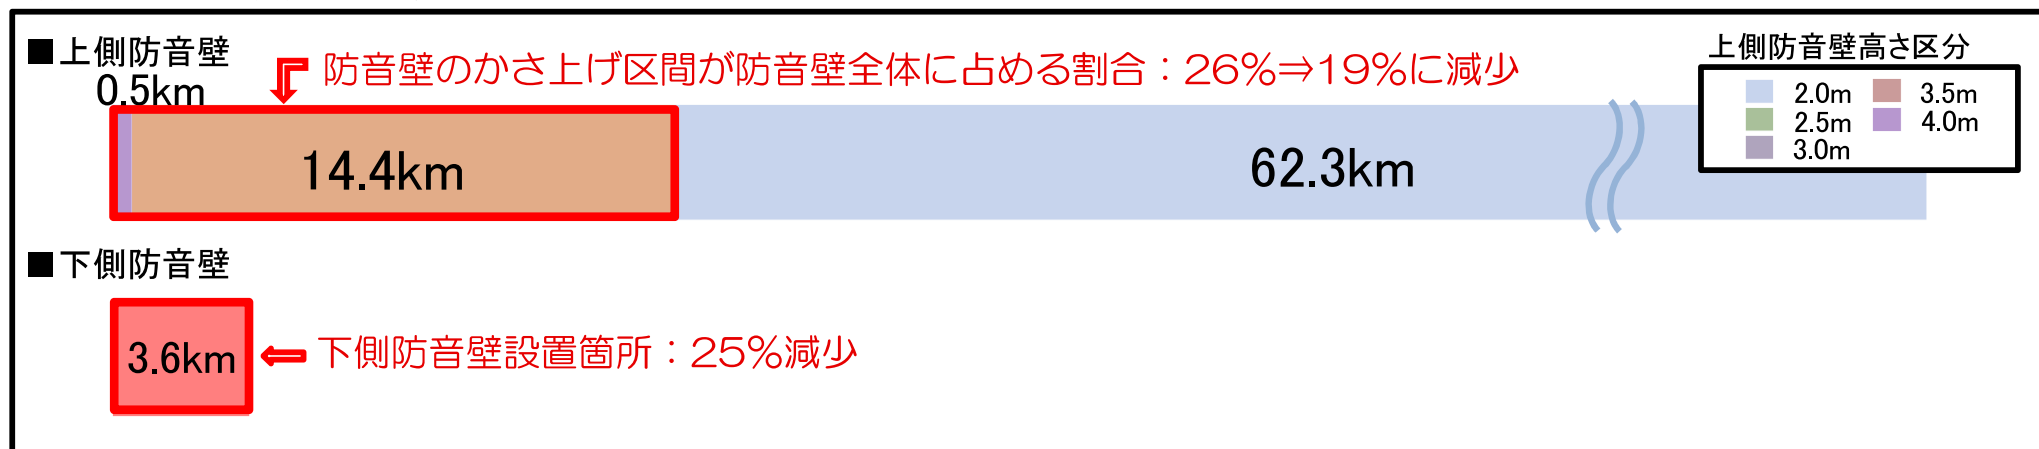 ■上側防音壁
0.5km
防音壁のかさ上げ区間が防音壁全体に占める割合：26%⇒19%に減少
上側防音壁高さ区分
2.0m 3.5m
2.5m 4.0m
3.0m
14.4km
62.3km
■下側防音壁
3.6km
下側防音壁設置箇所：25%減少